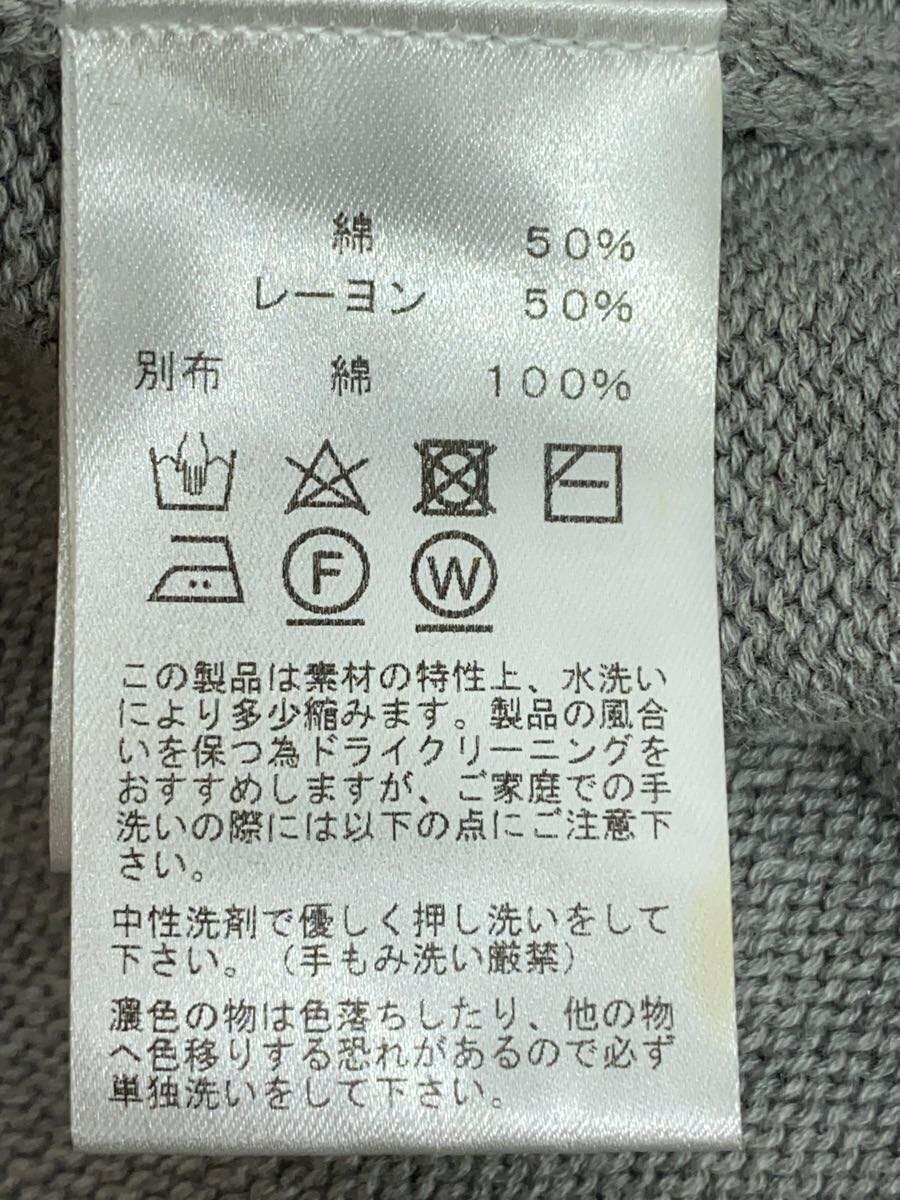 綿 50%
レーヨン 50%
別布 綿 100%
F W
この製品は素材の特性上、水洗い
により多少縮みます。製品の風合
いを保つ為ドライクリーニングを
おすすめしますが、ご家庭での手
洗いの際には以下の点にご注意下
さい。
中性洗剤で優しく押し洗いをして
下さい。（手もみ洗い厳禁）
濃色の物は色落ちしたり、他の物
へ色移りする恐れがあるので必ず
単独洗いをして下さい。